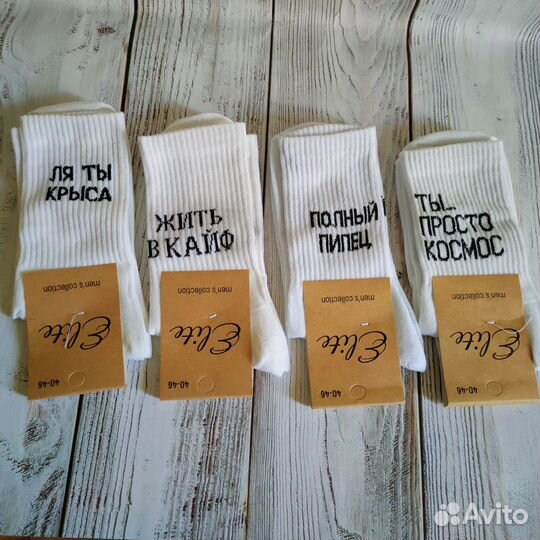 ЛЯ ТЫ
КРЫСА
men's collection
Elite
40-46
ЖИТЬ
В КАЙФ
men's collection
Elite
40-46
ПОЛНЫЙ
ПИПЕЦ
men's collection
Elite
40-46
ТЫ...
ПРОСТО
КОСМОС
men's collection
Elite
40-46
Avito